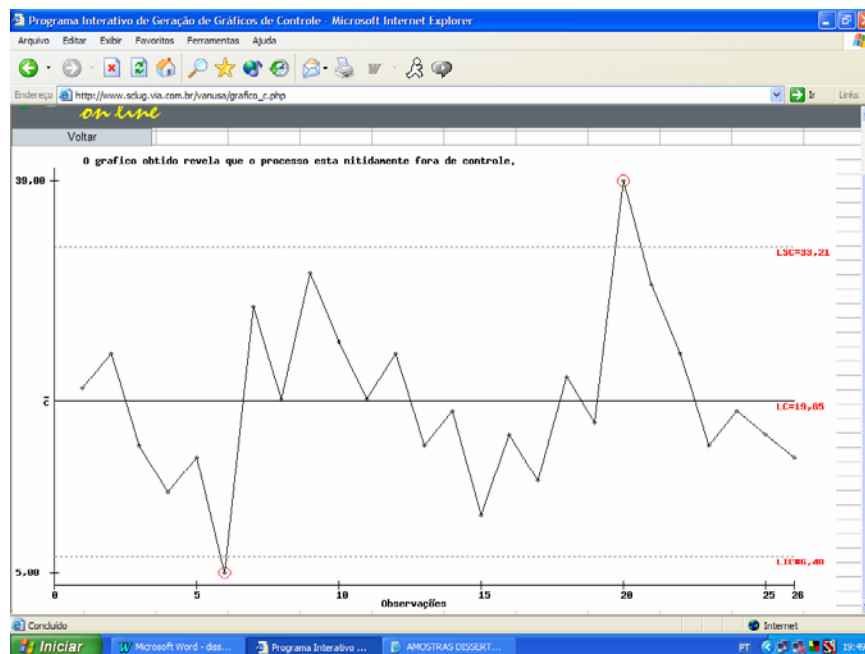 Programa Interativo de Geração de Gráficos de Controle - Microsoft Internet Explorer
Arquivo Editar Exibir Favoritos Ferramentas Ajuda
Endereço http://www.sclug.via.com.br/vanusa/grafico_c.php Ir Links
on line
Voltar
O grafico obtido revela que o processo esta nitidamente fora de controle.
39,00
LSC=33,21
c̄
LC=19,85
LIC=6,48
5,00
0 5 10 15 20 25 26
Observações
Concluído Internet
Iniciar Microsoft Word - diss... Programa Interativo ... AMOSTRAS DISSERT... PT 19:46